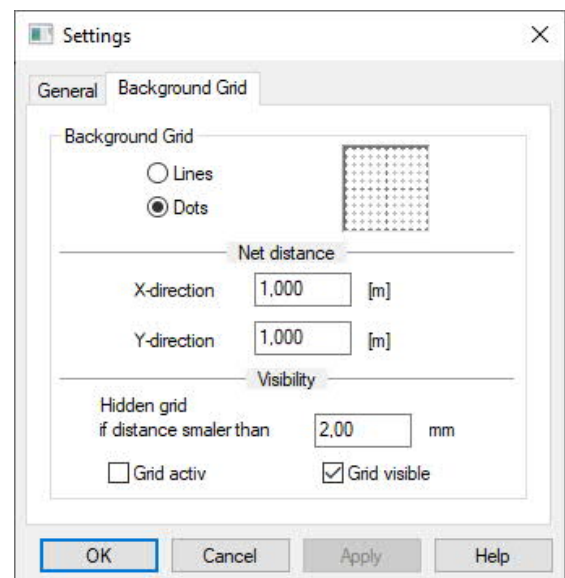 Settings
General Background Grid
Background Grid
Lines
Dots
Net distance
X-direction 1,000 [m]
Y-direction 1,000 [m]
Visibility
Hidden grid
if distance smaler than 2,00 mm
Grid activ Grid visible
OK Cancel Apply Help